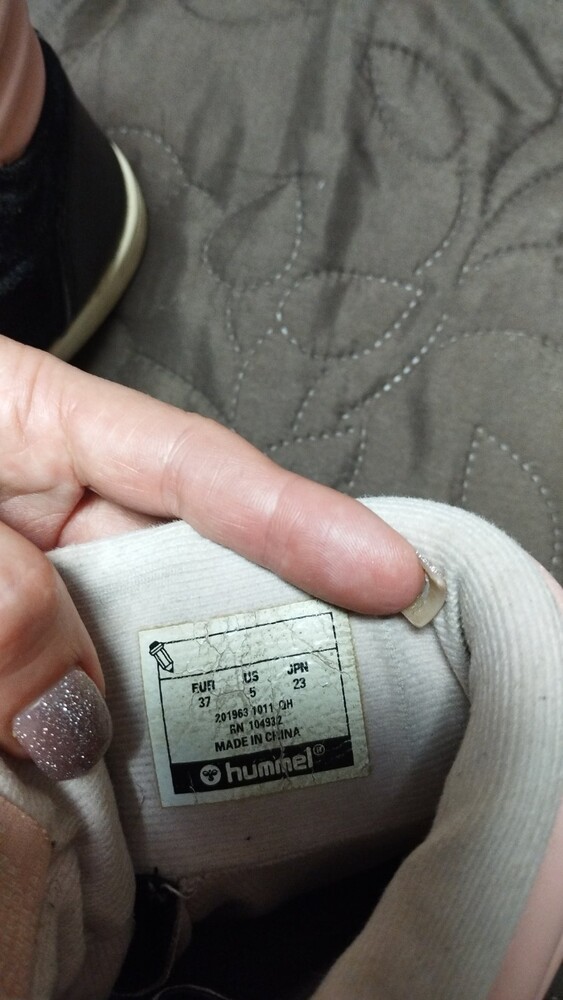 EUR US JPN
37 5 23
201963 1011 QH
RN 104932
MADE IN CHINA
hummel®